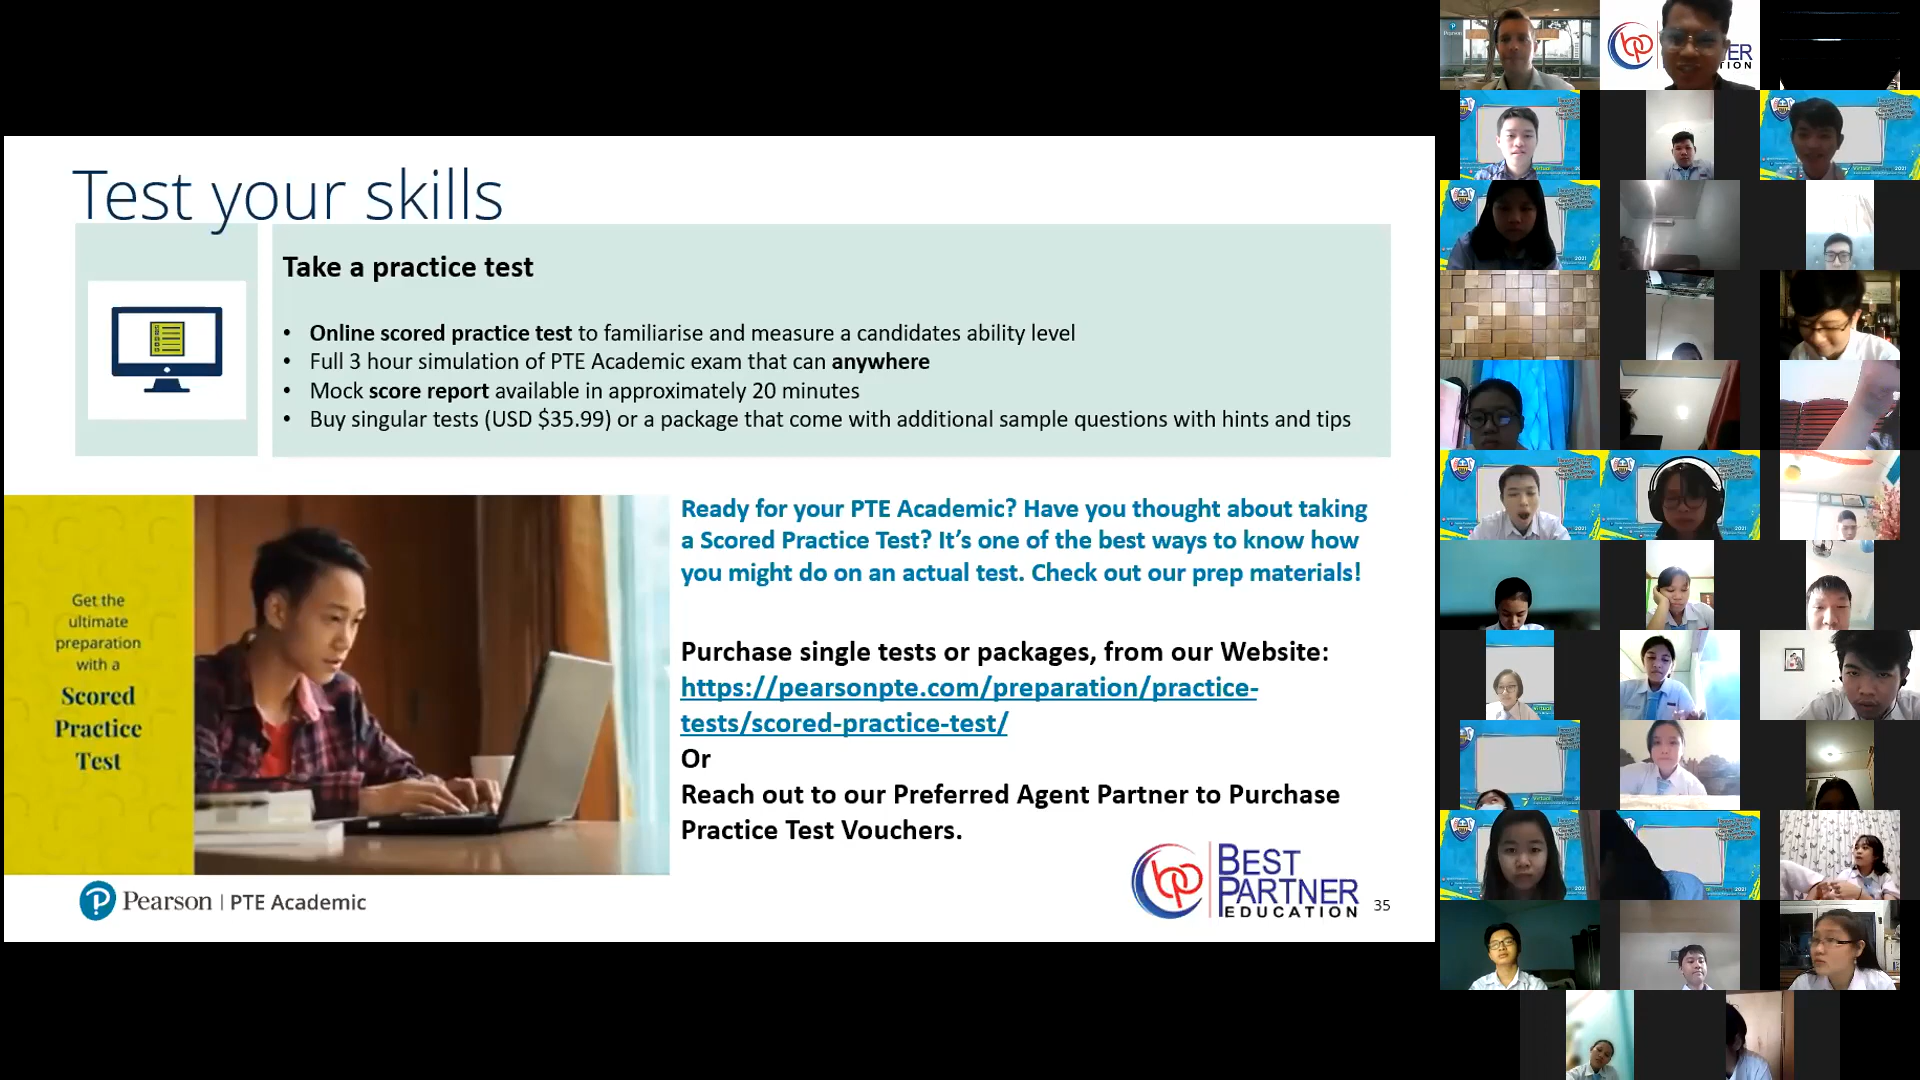 Test your skills
Take a practice test
• Online scored practice test to familiarise and measure a candidates ability level
• Full 3 hour simulation of PTE Academic exam that can anywhere
• Mock score report available in approximately 20 minutes
• Buy singular tests (USD $35.99) or a package that come with additional sample questions with hints and tips
Get the
ultimate
preparation
with a
Scored
Practice
Test
Ready for your PTE Academic? Have you thought about taking
a Scored Practice Test? It’s one of the best ways to know how
you might do on an actual test. Check out our prep materials!
Purchase single tests or packages, from our Website:
https://pearsonpte.com/preparation/practice-
tests/scored-practice-test/
Or
Reach out to our Preferred Agent Partner to Purchase
Practice Test Vouchers.
Pearson | PTE Academic
bp
BEST
PARTNER
EDUCATION
35